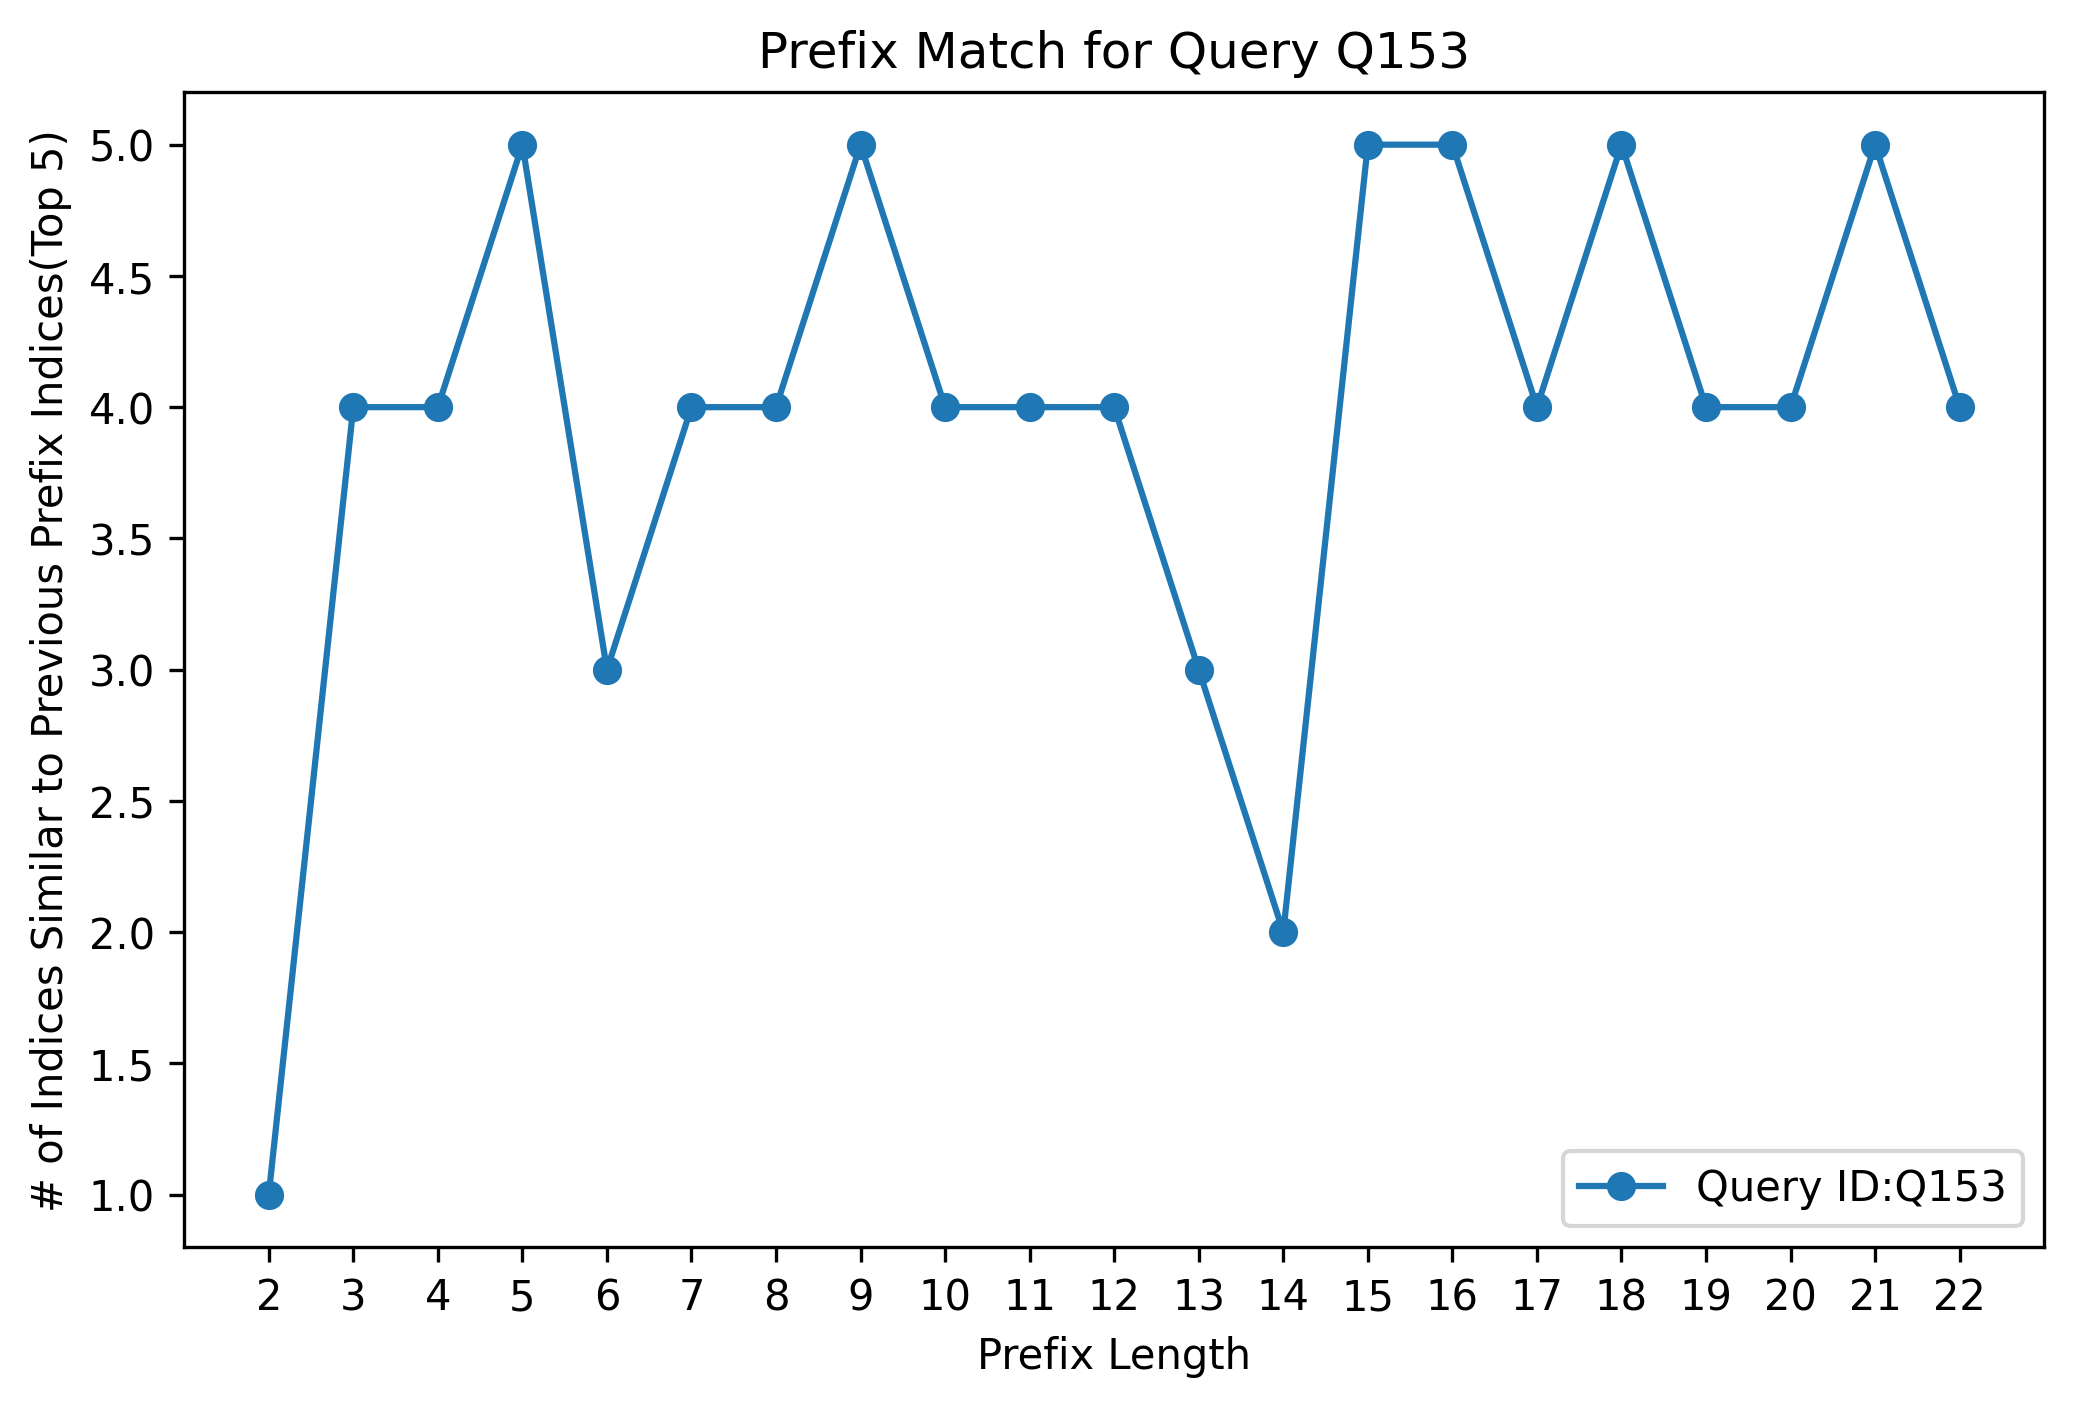 Prefix Match for Query Q153
# of Indices Similar to Previous Prefix Indices(Top 5)
5.0
4.5
4.0
3.5
3.0
2.5
2.0
1.5
1.0
Query ID:Q153
2 3 4 5 6 7 8 9 10 11 12 13 14 15 16 17 18 19 20 21 22
Prefix Length